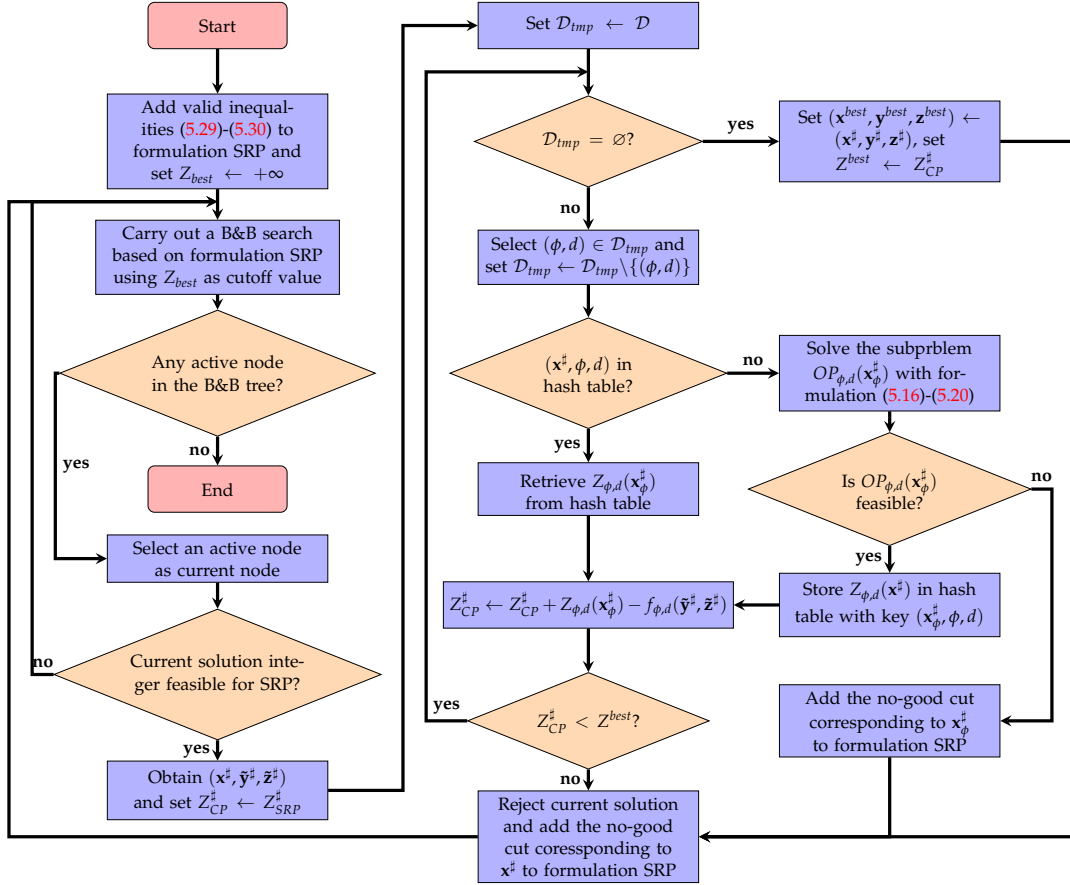 Start
Add valid inequal-
ities (5.29)-(5.30) to
formulation SRP and
set Z_best ← +∞
Carry out a B&B search
based on formulation SRP
using Z_best as cutoff value
Any active node
in the B&B tree?
no
yes
End
Select an active node
as current node
Current solution inte-
ger feasible for SRP?
no
yes
Obtain (x^♯, ỹ^♯, z̃^♯)
and set Z^♯_CP ← Z^♯_SRP
Set D_tmp ← D
D_tmp = ∅?
yes
Set (x^best, y^best, z^best) ←
(x^♯, y^♯, z^♯), set
Z^best ← Z^♯_CP
no
Select (ϕ, d) ∈ D_tmp and
set D_tmp ← D_tmp\{(ϕ, d)}
(x^♯, ϕ, d) in
hash table?
no
Solve the subprblem
OP_ϕ,d(x^♯_ϕ) with for-
mulation (5.16)-(5.20)
yes
Retrieve Z_ϕ,d(x^♯_ϕ)
from hash table
Is OP_ϕ,d(x^♯_ϕ)
feasible?
no
yes
Store Z_ϕ,d(x^♯) in hash
table with key (x^♯_ϕ, ϕ, d)
Z^♯_CP ← Z^♯_CP + Z_ϕ,d(x^♯_ϕ) − f_ϕ,d(ỹ^♯, z̃^♯)
Z^♯_CP < Z^best?
yes
no
Add the no-good cut
corresponding to x^♯_ϕ
to formulation SRP
Reject current solution
and add the no-good
cut coressponding to
x^♯ to formulation SRP